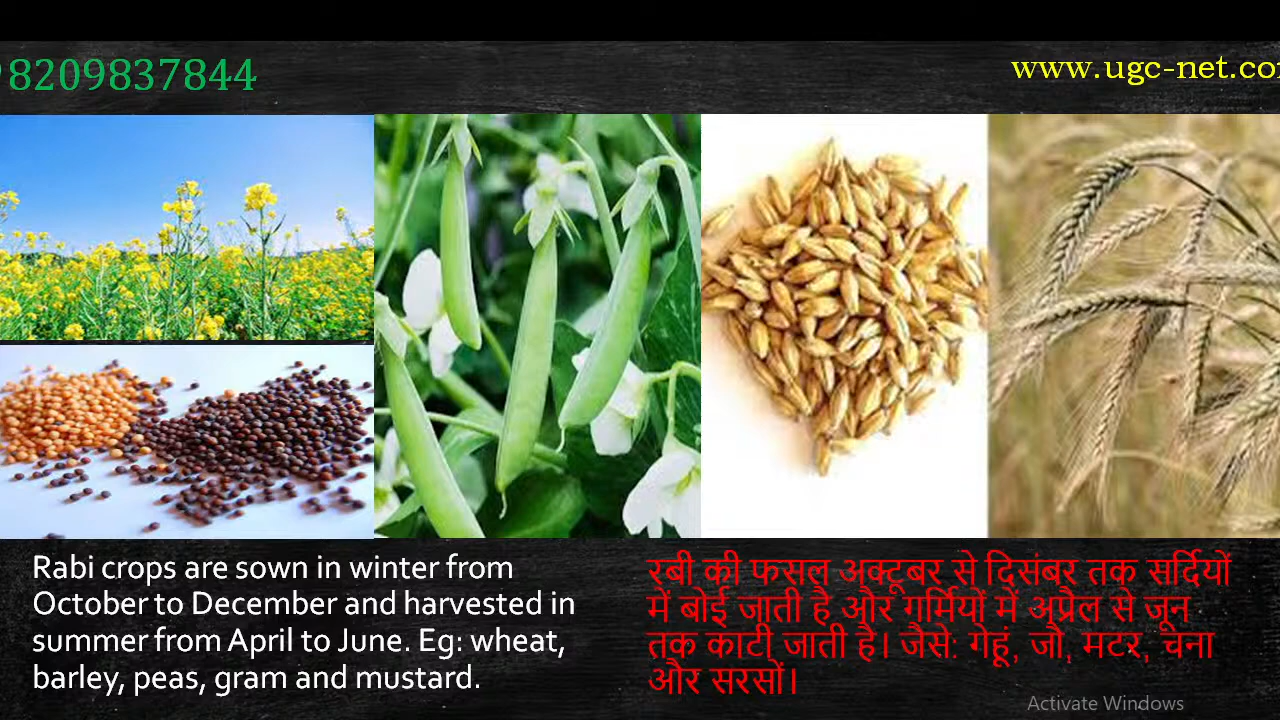 8209837844
www.ugc-net.co
Rabi crops are sown in winter from
October to December and harvested in
summer from April to June. Eg: wheat,
barley, peas, gram and mustard.
रबी की फसल अक्टूबर से दिसंबर तक सर्दियों
में बोई जाती है और गर्मियों में अप्रैल से जून
तक काटी जाती है। जैसे: गेहूं, जौ, मटर, चना
और सरसों।
Activate Windows